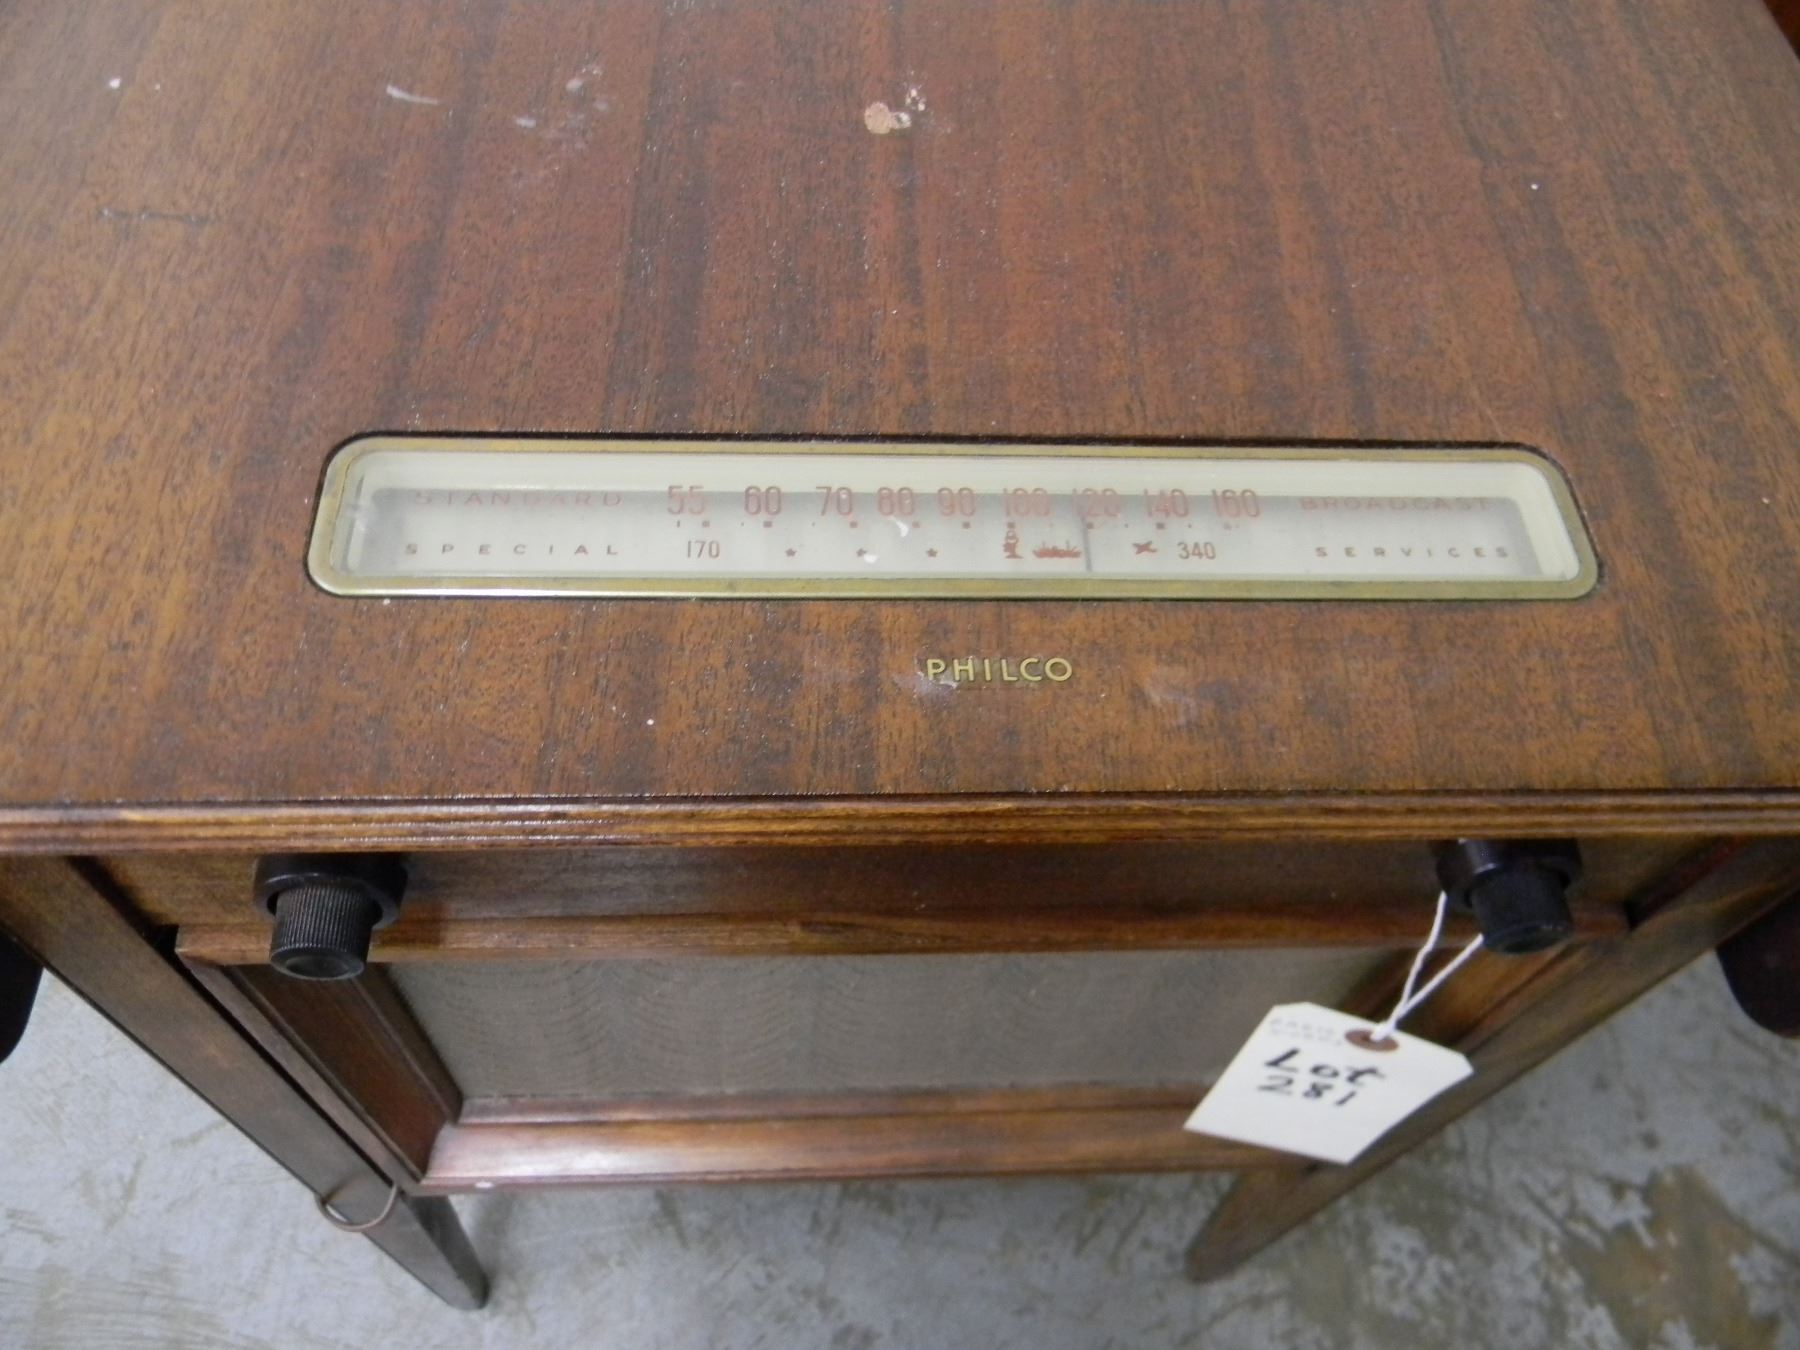 STANDARD 55 60 70 80 90 100 120 140 160 BROADCAST
SPECIAL 170 340 SERVICES
PHILCO
Lot
281